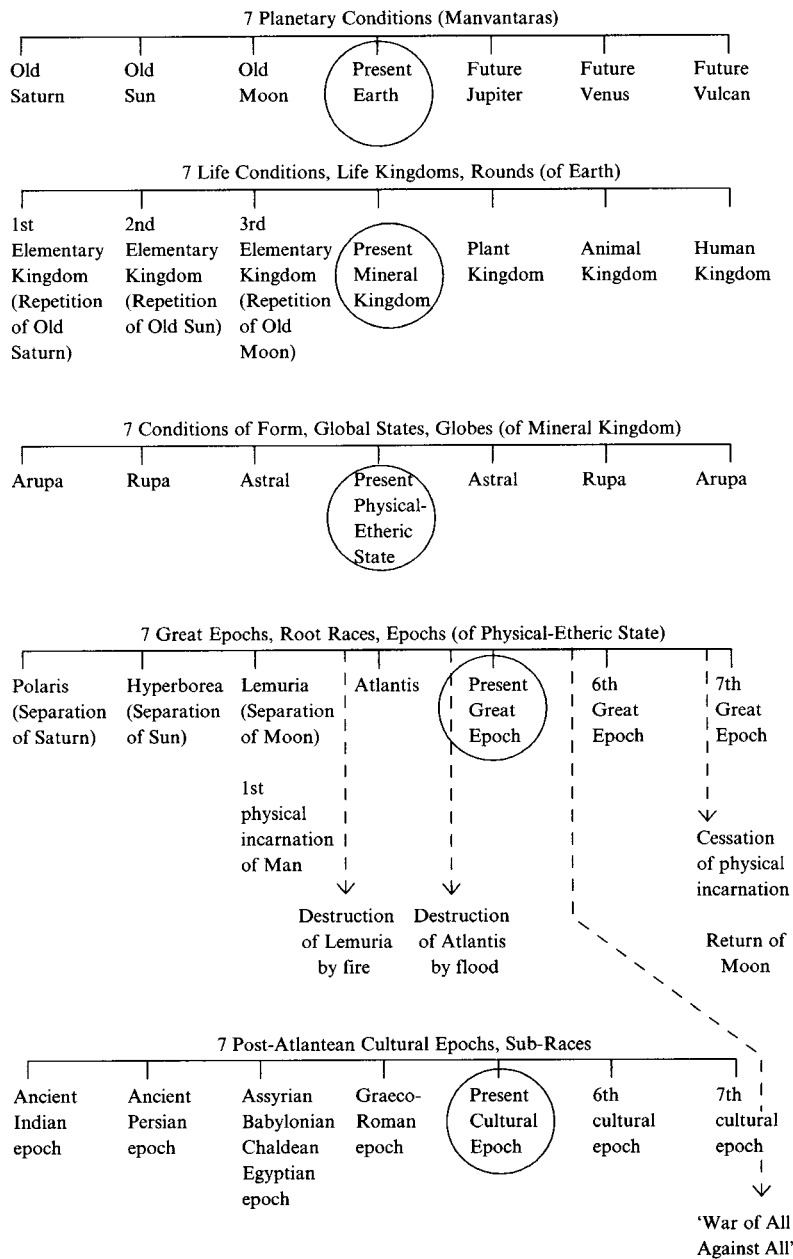 7 Planetary Conditions (Manvantaras)
Old Saturn
Old Sun
Old Moon
Present Earth
Future Jupiter
Future Venus
Future Vulcan
7 Life Conditions, Life Kingdoms, Rounds (of Earth)
1st
Elementary
Kingdom
(Repetition
of Old
Saturn)
2nd
Elementary
Kingdom
(Repetition
of Old Sun)
3rd
Elementary
Kingdom
(Repetition
of Old
Moon)
Present
Mineral
Kingdom
Plant
Kingdom
Animal
Kingdom
Human
Kingdom
7 Conditions of Form, Global States, Globes (of Mineral Kingdom)
Arupa
Rupa
Astral
Present
Physical-
Etheric
State
Astral
Rupa
Arupa
7 Great Epochs, Root Races, Epochs (of Physical-Etheric State)
Polaris
(Separation
of Saturn)
Hyperborea
(Separation
of Sun)
Lemuria
(Separation
of Moon)
1st
physical
incarnation
of Man
Atlantis
Present
Great
Epoch
6th
Great
Epoch
7th
Great
Epoch
Destruction
of Lemuria
by fire
Destruction
of Atlantis
by flood
Cessation
of physical
incarnation
Return of
Moon
7 Post-Atlantean Cultural Epochs, Sub-Races
Ancient
Indian
epoch
Ancient
Persian
epoch
Assyrian
Babylonian
Chaldean
Egyptian
epoch
Graeco-
Roman
epoch
Present
Cultural
Epoch
6th
cultural
epoch
7th
cultural
epoch
'War of All
Against All'